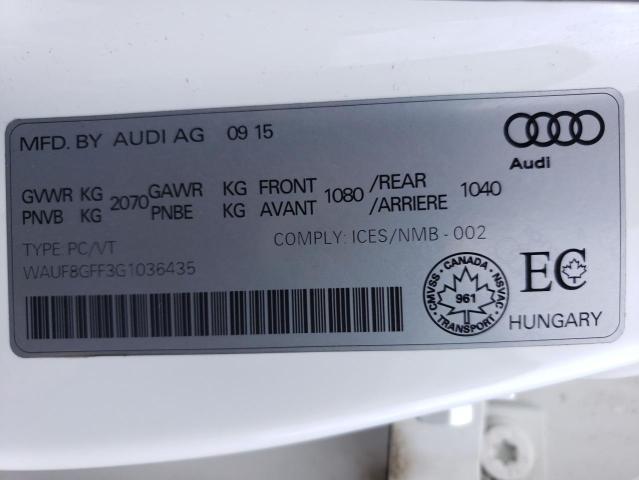 MFD. BY AUDI AG 09 15
Audi
GVWR KG 2070 GAWR KG FRONT 1080 /REAR 1040
PNVB KG PNBE KG AVANT /ARRIERE
COMPLY: ICES/NMB - 002
TYPE: PC/VT
WAUF8GFF3G1036435
CMVSS - CANADA - NSVAC
961
TRANSPORT
EC
HUNGARY